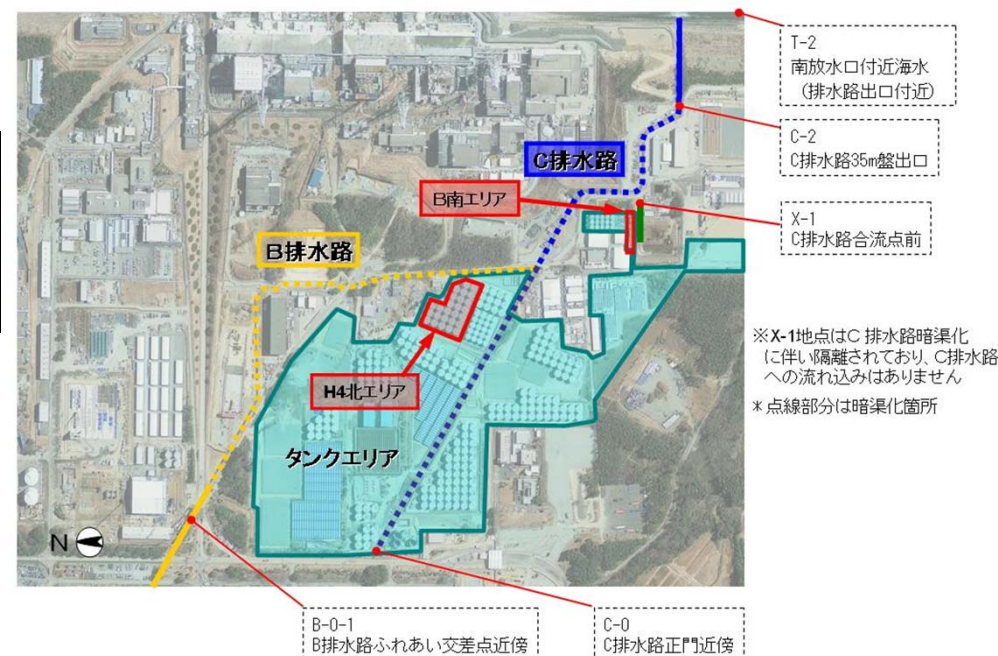 T-2
南放水口付近海水
（排水路出口付近）
C-2
C排水路35m盤出口
C排水路
B南エリア
X-1
C排水路合流点前
B排水路
※X-1地点はC 排水路暗渠化
に伴い隔離されており、C排水路
への流れ込みはありません
＊点線部分は暗渠化箇所
H4北エリア
タンクエリア
N
B-0-1
B排水路ふれあい交差点近傍
C-0
C排水路正門近傍